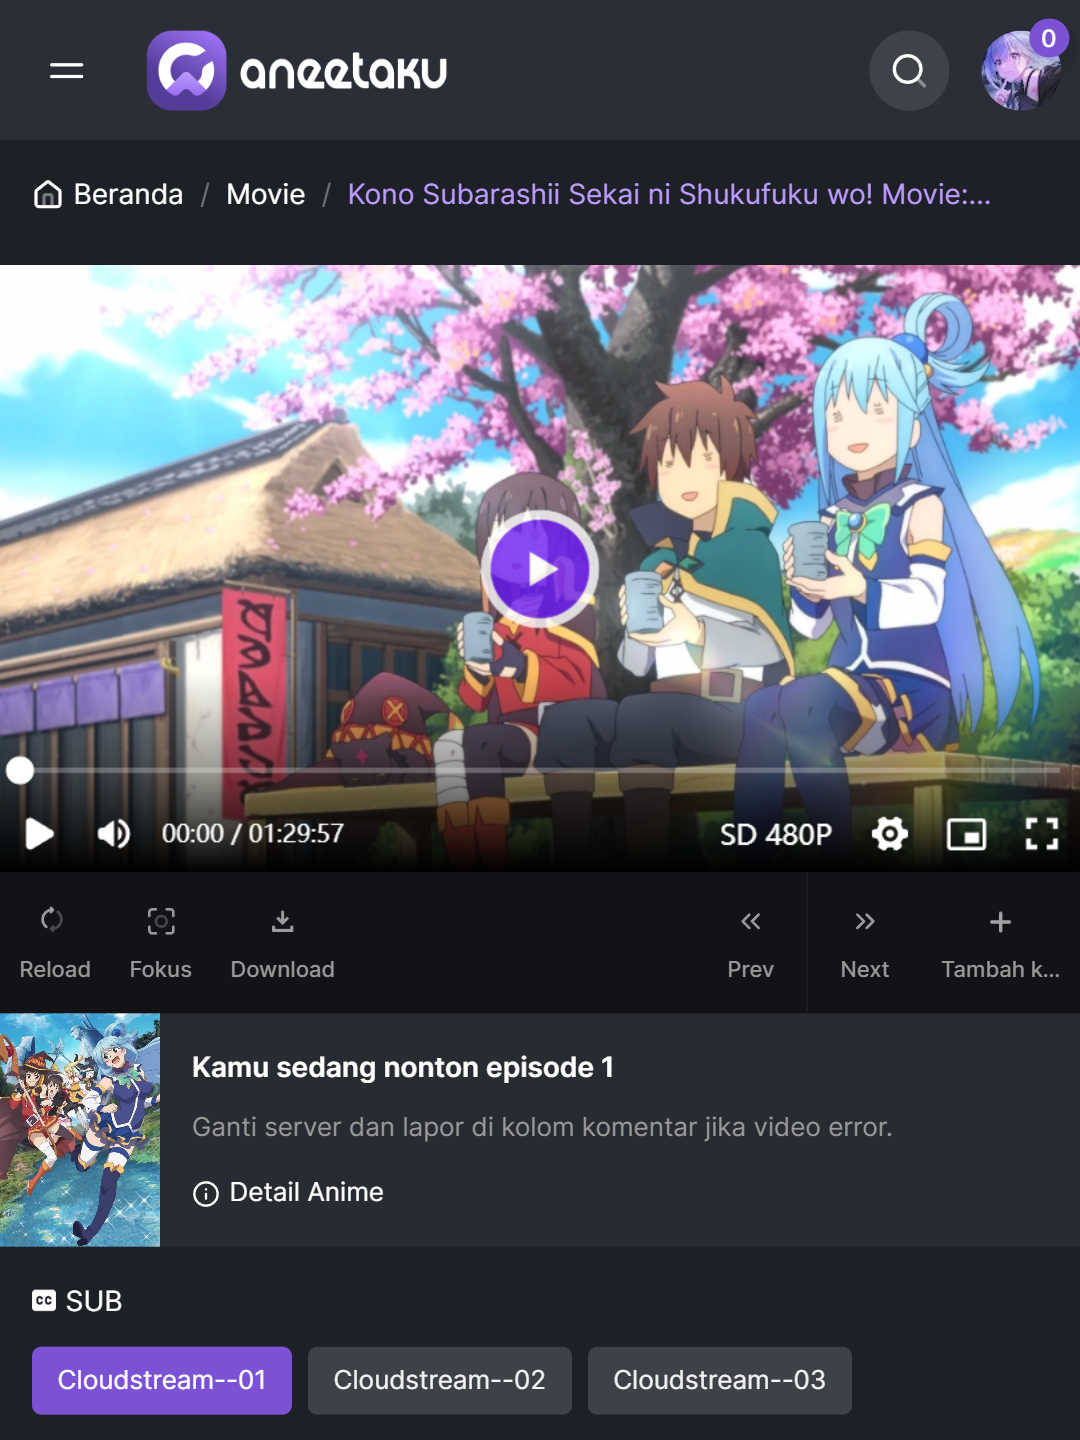 aneetaku
0
Beranda / Movie / Kono Subarashii Sekai ni Shukufuku wo! Movie:...
00:00 / 01:29:57
SD 480P
Reload
Fokus
Download
Prev
Next
Tambah k...
Kamu sedang nonton episode 1
Ganti server dan lapor di kolom komentar jika video error.
Detail Anime
CC SUB
Cloudstream--01
Cloudstream--02
Cloudstream--03